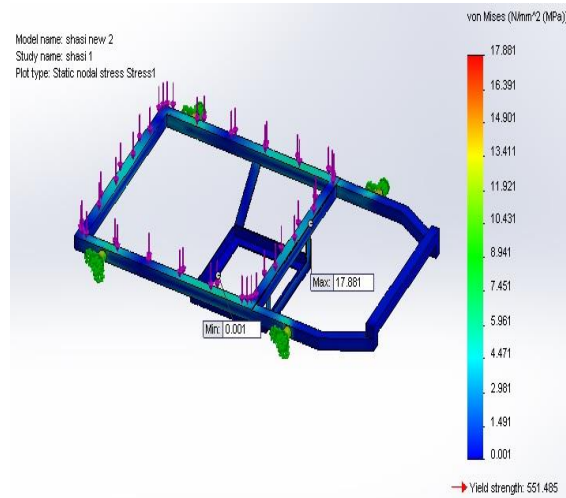 von Mises (N/mm^2 (MPa))
Model name: shasi new 2
Study name: shasi 1
Plot type: Static nodal stress Stress1
17.881
16.391
14.901
13.411
11.921
10.431
8.941
7.451
5.961
4.471
2.981
1.491
0.001
Max: 17.881
Min: 0.001
Yield strength: 551.485